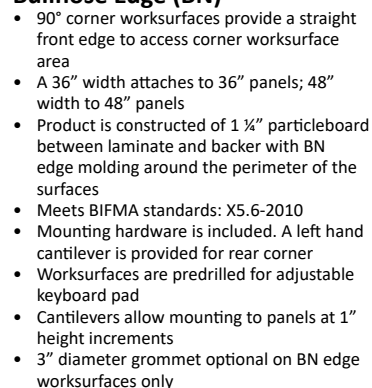 Bullnose Edge (BN)
• 90° corner worksurfaces provide a straight
front edge to access corner worksurface
area
• A 36” width attaches to 36” panels; 48”
width to 48” panels
• Product is constructed of 1 ¼” particleboard
between laminate and backer with BN
edge molding around the perimeter of the
surfaces
• Meets BIFMA standards: X5.6-2010
• Mounting hardware is included. A left hand
cantilever is provided for rear corner
• Worksurfaces are predrilled for adjustable
keyboard pad
• Cantilevers allow mounting to panels at 1”
height increments
• 3” diameter grommet optional on BN edge
worksurfaces only